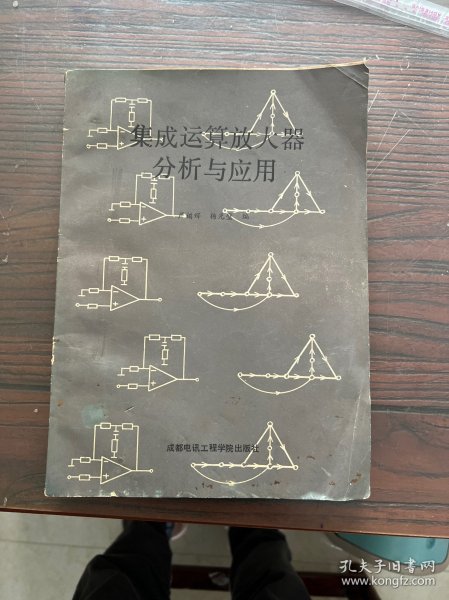 集成运算放大器
分析与应用
编
成都电讯工程学院出版社
孔夫子旧书网
www.kongfz.com